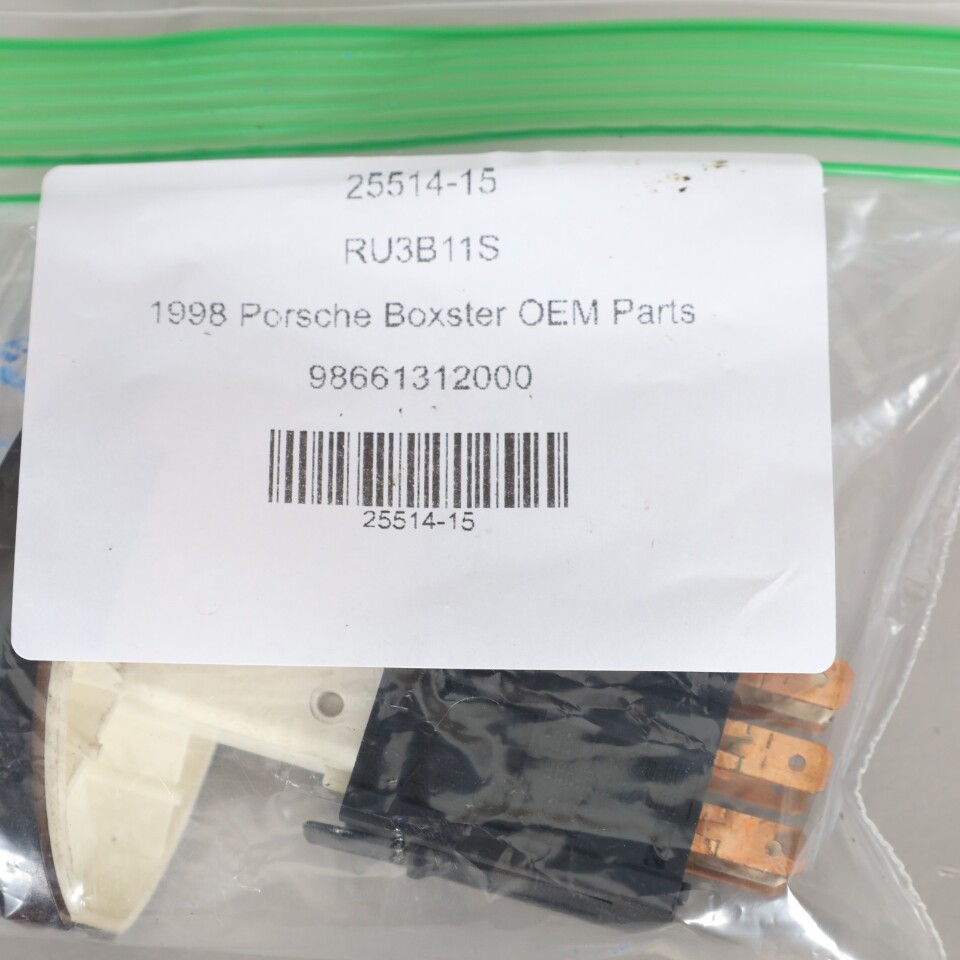 25514-15
RU3B11S
1998 Porsche Boxster OEM Parts
98661312000
25514-15